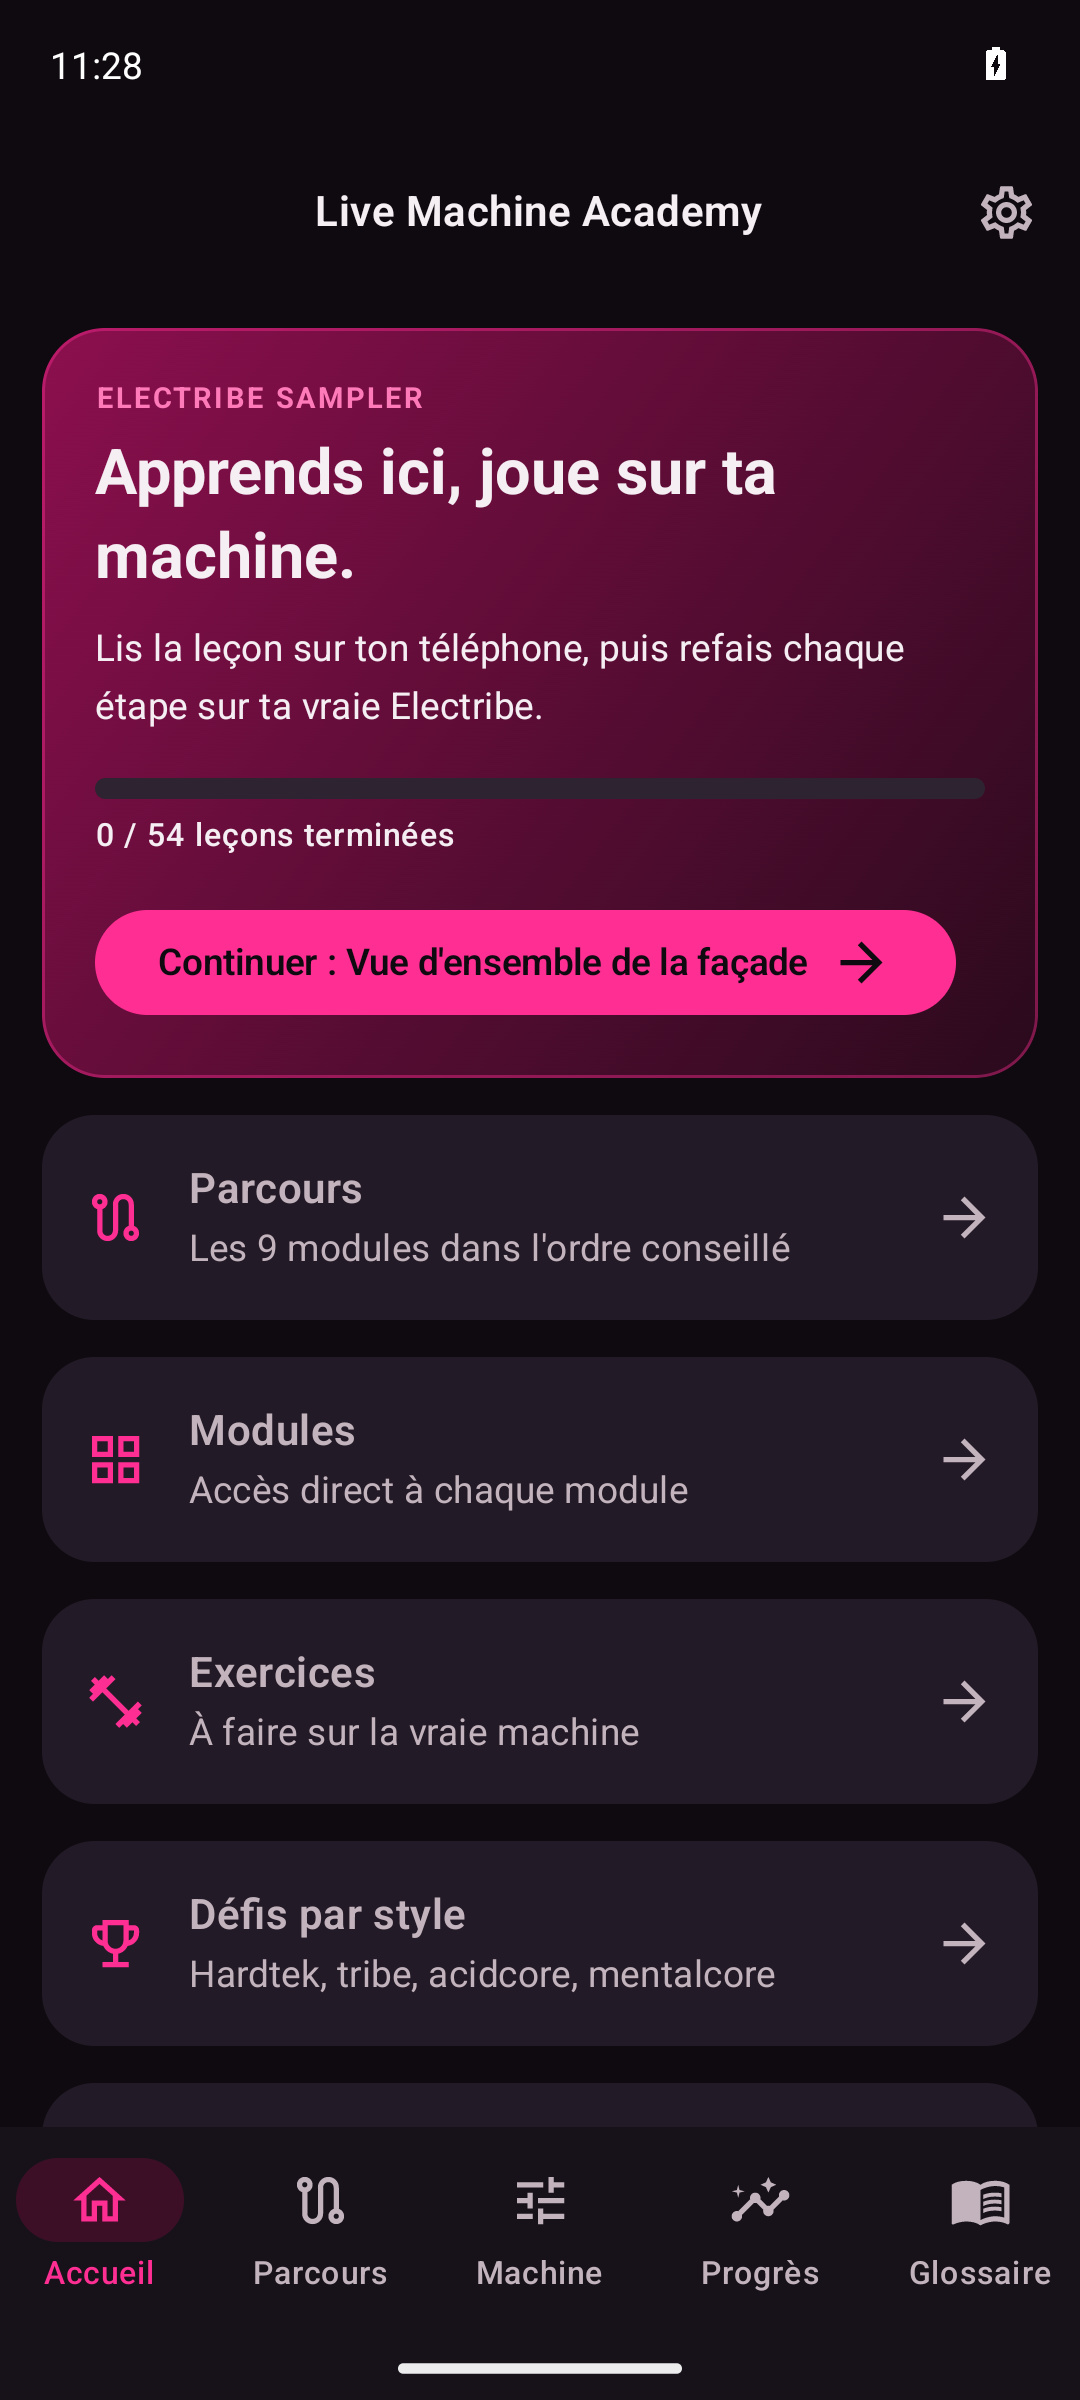 11:28
Live Machine Academy
ELECTRIBE SAMPLER
Apprends ici, joue sur ta
machine.
Lis la leçon sur ton téléphone, puis refais chaque
étape sur ta vraie Electribe.
0 / 54 leçons terminées
Continuer : Vue d'ensemble de la façade
Parcours
Les 9 modules dans l'ordre conseillé
Modules
Accès direct à chaque module
Exercices
À faire sur la vraie machine
Défis par style
Hardtek, tribe, acidcore, mentalcore
Accueil
Parcours
Machine
Progrès
Glossaire